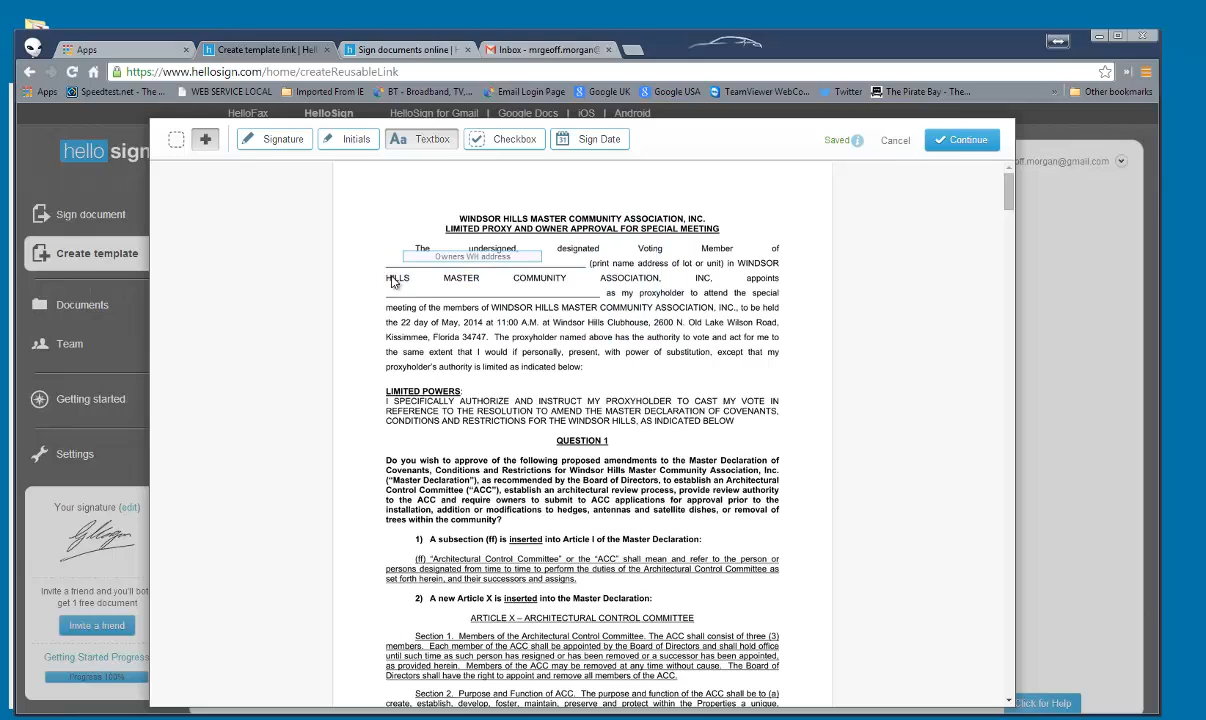 Apps
Create template link | Hell
Sign documents online | H
Inbox - mrgeoff.morgan@
https://www.hellosign.com/home/createReusableLink
Apps
Speedtest.net - The ...
WEB SERVICE LOCAL
Imported From IE
BT - Broadband, TV,...
Email Login Page
Google UK
Google USA
TeamViewer WebCo...
Twitter
The Pirate Bay - The...
Other bookmarks
HelloFax
HelloSign
HelloSign for Gmail
Google Docs
iOS
Android
hello sign
off.morgan@gmail.com
Signature
Initials
Aa Textbox
Checkbox
31 Sign Date
Saved
Cancel
Continue
Sign document
Create template
Documents
Team
Getting started
Settings
Your signature (edit)
Invite a friend and you'll bot
get 1 free document
Invite a friend
Getting Started Progress
Progress 100%
WINDSOR HILLS MASTER COMMUNITY ASSOCIATION, INC.
LIMITED PROXY AND OWNER APPROVAL FOR SPECIAL MEETING
The undersigned, designated Voting Member of
Owners WH address
(print name address of lot or unit) in WINDSOR
HILLS MASTER COMMUNITY ASSOCIATION, INC, appoints
as my proxyholder to attend the special
meeting of the members of WINDSOR HILLS MASTER COMMUNITY ASSOCIATION, INC., to be held
the 22 day of May, 2014 at 11:00 A.M. at Windsor Hills Clubhouse, 2600 N. Old Lake Wilson Road,
Kissimmee, Florida 34747. The proxyholder named above has the authority to vote and act for me to
the same extent that I would if personally, present, with power of substitution, except that my
proxyholder's authority is limited as indicated below:
LIMITED POWERS:
I SPECIFICALLY AUTHORIZE AND INSTRUCT MY PROXYHOLDER TO CAST MY VOTE IN
REFERENCE TO THE RESOLUTION TO AMEND THE MASTER DECLARATION OF COVENANTS,
CONDITIONS AND RESTRICTIONS FOR THE WINDSOR HILLS, AS INDICATED BELOW
QUESTION 1
Do you wish to approve of the following proposed amendments to the Master Declaration of
Covenants, Conditions and Restrictions for Windsor Hills Master Community Association, Inc.
("Master Declaration"), as recommended by the Board of Directors, to establish an Architectural
Control Committee ("ACC"), establish an architectural review process, provide review authority
to the ACC and require owners to submit to ACC applications for approval prior to the
installation, addition or modifications to hedges, antennas and satellite dishes, or removal of
trees within the community?
1) A subsection (ff) is inserted into Article I of the Master Declaration:
(ff) "Architectural Control Committee" or the "ACC" shall mean and refer to the person or
persons designated from time to time to perform the duties of the Architectural Control Committee as
set forth herein, and their successors and assigns.
2) A new Article X is inserted into the Master Declaration:
ARTICLE X – ARCHITECTURAL CONTROL COMMITTEE
Section 1. Members of the Architectural Control Committee. The ACC shall consist of three (3)
members. Each member of the ACC shall be appointed by the Board of Directors and shall hold office
until such time as such person has resigned or has been removed or a successor has been appointed,
as provided herein. Members of the ACC may be removed at any time without cause. The Board of
Directors shall have the right to appoint and remove all members of the ACC.
Section 2. Purpose and Function of ACC. The purpose and function of the ACC shall be to (a)
create, establish, develop, foster, maintain, preserve and protect within the Properties a unique,
Click for Help